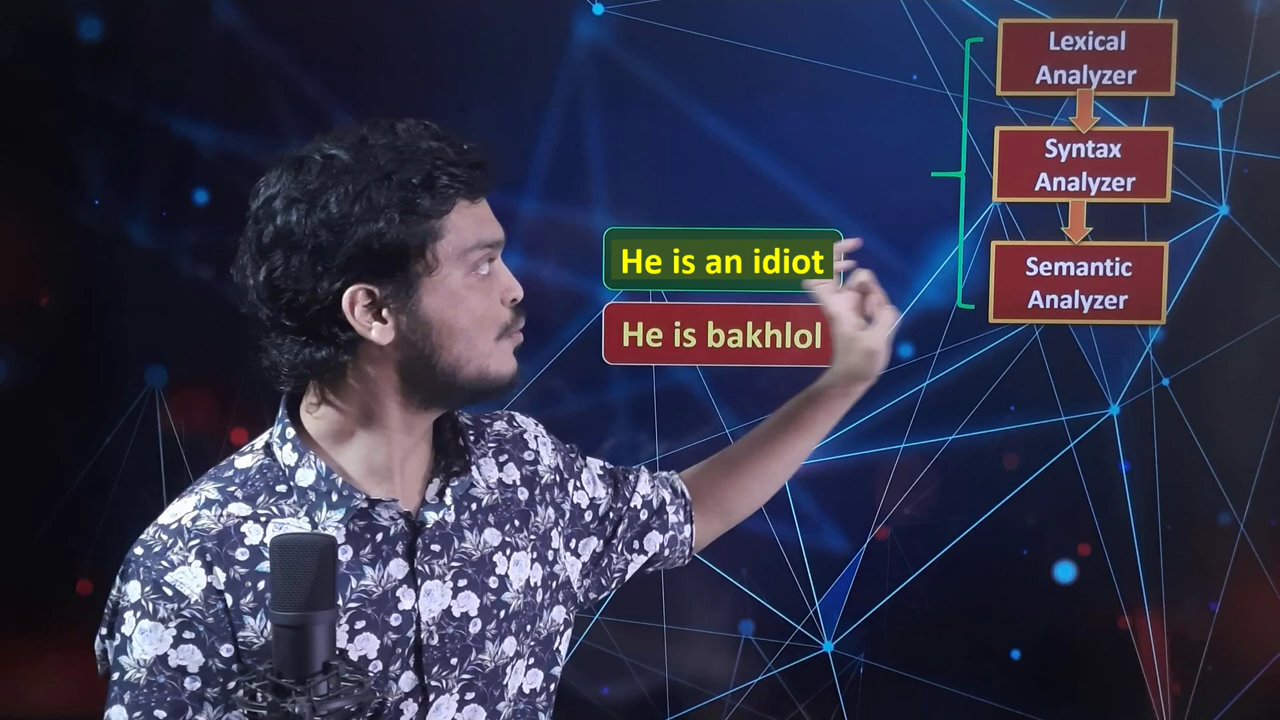 Lexical
Analyzer
Syntax
Analyzer
Semantic
Analyzer
He is an idiot
He is bakhlol